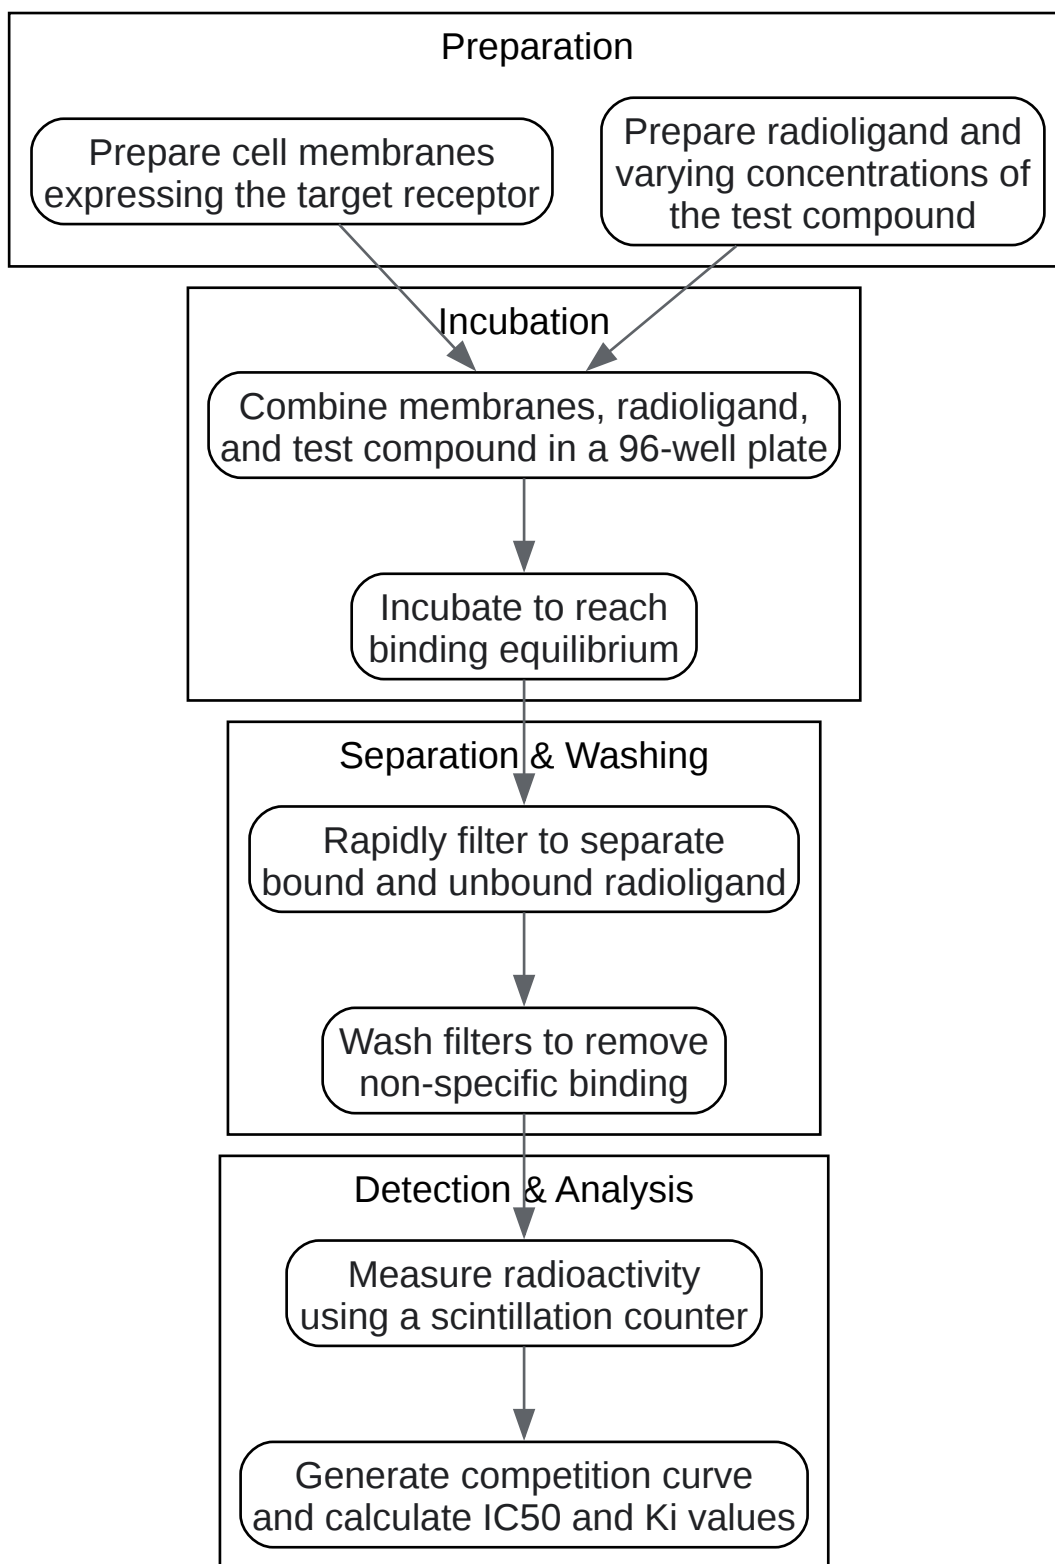 Preparation
Prepare cell membranes
expressing the target receptor
Prepare radioligand and
varying concentrations of
the test compound
Incubation
Combine membranes, radioligand,
and test compound in a 96-well plate
Incubate to reach
binding equilibrium
Separation & Washing
Rapidly filter to separate
bound and unbound radioligand
Wash filters to remove
non-specific binding
Detection & Analysis
Measure radioactivity
using a scintillation counter
Generate competition curve
and calculate IC50 and Ki values